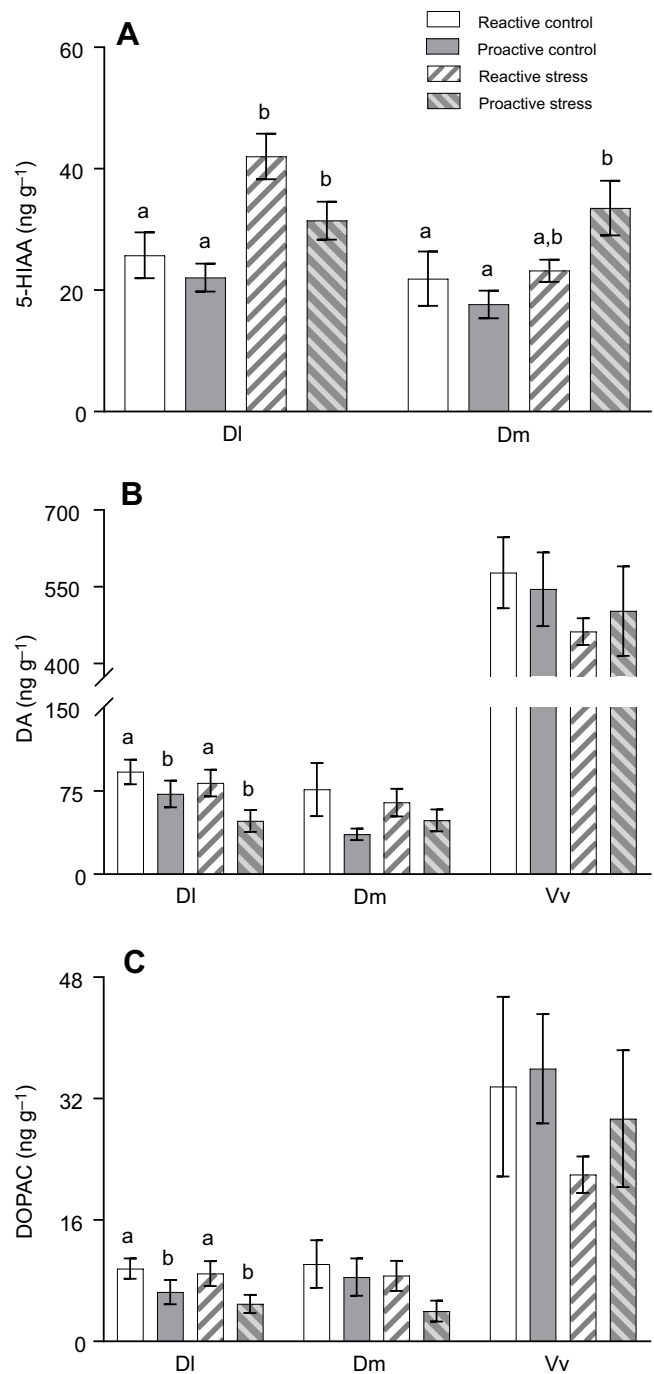 A
Reactive control
Proactive control
Reactive stress
Proactive stress
60
40
20
0
5-HIAA (ng g⁻¹)
a
a
b
b
a
a
a,b
b
Dl
Dm
B
700
550
400
150
75
0
DA (ng g⁻¹)
a
b
a
b
Dl
Dm
Vv
C
48
32
16
0
DOPAC (ng g⁻¹)
a
b
a
b
Dl
Dm
Vv